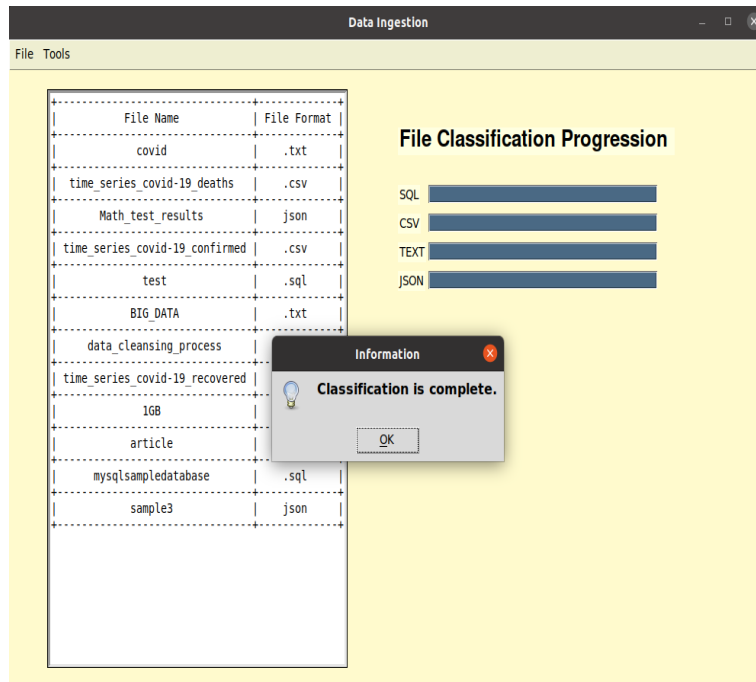 Data Ingestion
File Tools
File Name | File Format
covid | .txt
time_series_covid-19_deaths | .csv
Math_test_results | json
time_series_covid-19_confirmed | .csv
test | .sql
BIG_DATA | .txt
data_cleansing_process |
time_series_covid-19_recovered |
1GB |
article |
mysqlsampledatabase | .sql
sample3 | json
File Classification Progression
SQL
CSV
TEXT
JSON
Information
Classification is complete.
OK